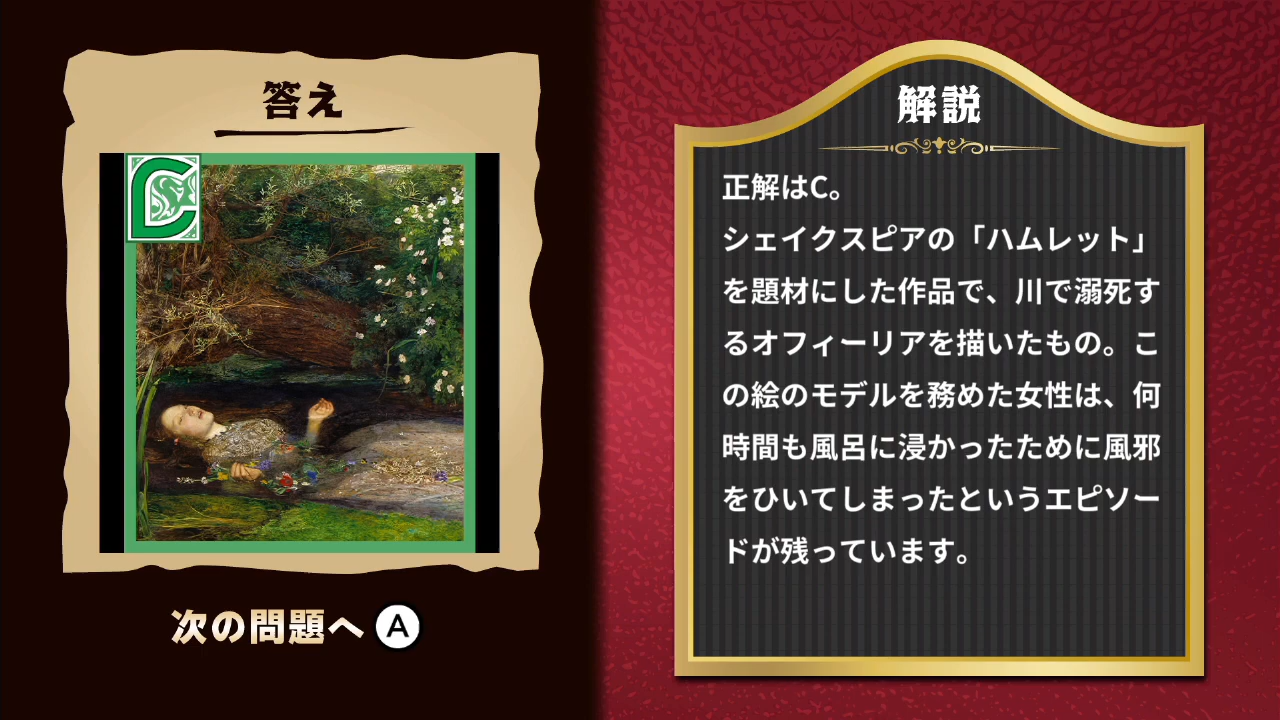 答え
C
次の問題へ A
解説
正解はC。
シェイクスピアの「ハムレット」
を題材にした作品で、川で溺死す
るオフィーリアを描いたもの。こ
の絵のモデルを務めた女性は、何
時間も風呂に浸かったために風邪
をひいてしまったというエピソー
ドが残っています。